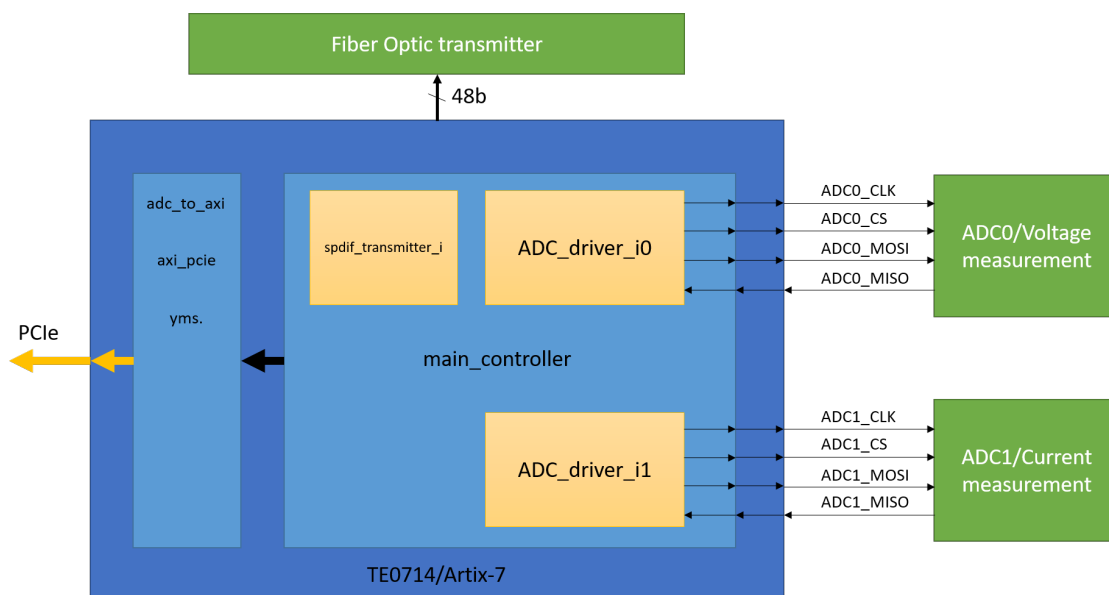 Fiber Optic transmitter
48b
adc_to_axi
axi_pcie
yms.
spdif_transmitter_i
ADC_driver_i0
main_controller
ADC_driver_i1
TE0714/Artix-7
PCIe
ADC0_CLK
ADC0_CS
ADC0_MOSI
ADC0_MISO
ADC0/Voltage
measurement
ADC1_CLK
ADC1_CS
ADC1_MOSI
ADC1_MISO
ADC1/Current
measurement